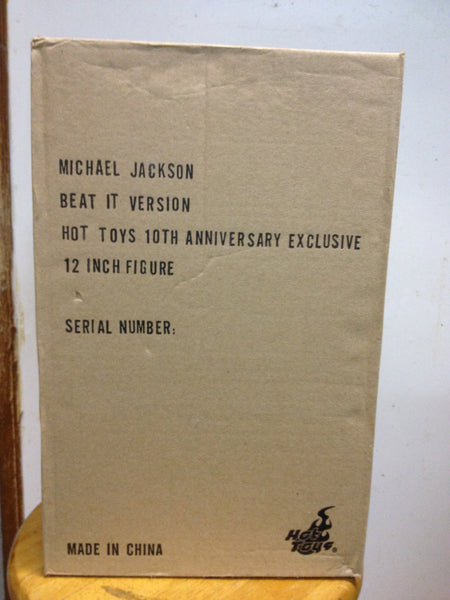 MICHAEL JACKSON
BEAT IT VERSION
HOT TOYS 10TH ANNIVERSARY EXCLUSIVE
12 INCH FIGURE
SERIAL NUMBER:
MADE IN CHINA
HOT
TOYS